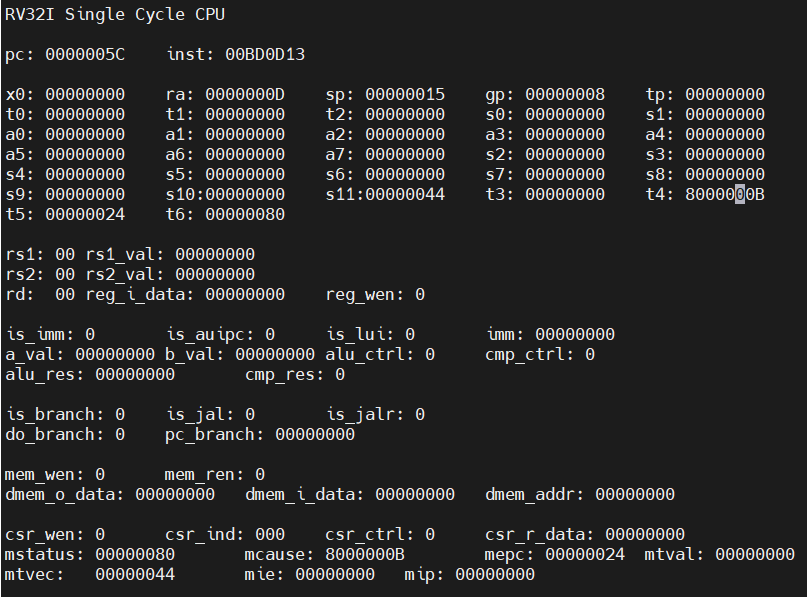 RV32I Single Cycle CPU
pc: 0000005C    inst: 00BD0D13
x0: 00000000    ra: 0000000D    sp: 00000015    gp: 00000008    tp: 00000000
t0: 00000000    t1: 00000000    t2: 00000000    s0: 00000000    s1: 00000000
a0: 00000000    a1: 00000000    a2: 00000000    a3: 00000000    a4: 00000000
a5: 00000000    a6: 00000000    a7: 00000000    s2: 00000000    s3: 00000000
s4: 00000000    s5: 00000000    s6: 00000000    s7: 00000000    s8: 00000000
s9: 00000000    s10:00000000    s11:00000044    t3: 00000000    t4: 8000000B
t5: 00000024    t6: 00000080
rs1: 00 rs1_val: 00000000
rs2: 00 rs2_val: 00000000
rd:  00 reg_i_data: 00000000    reg_wen: 0
is_imm: 0       is_auipc: 0     is_lui: 0       imm: 00000000
a_val: 00000000 b_val: 00000000 alu_ctrl: 0     cmp_ctrl: 0
alu_res: 00000000       cmp_res: 0
is_branch: 0    is_jal: 0       is_jalr: 0
do_branch: 0    pc_branch: 00000000
mem_wen: 0      mem_ren: 0
dmem_o_data: 00000000   dmem_i_data: 00000000   dmem_addr: 00000000
csr_wen: 0      csr_ind: 000    csr_ctrl: 0     csr_r_data: 00000000
mstatus: 00000080       mcause: 8000000B        mepc: 00000024  mtval: 00000000
mtvec:   00000044       mie: 00000000   mip: 00000000